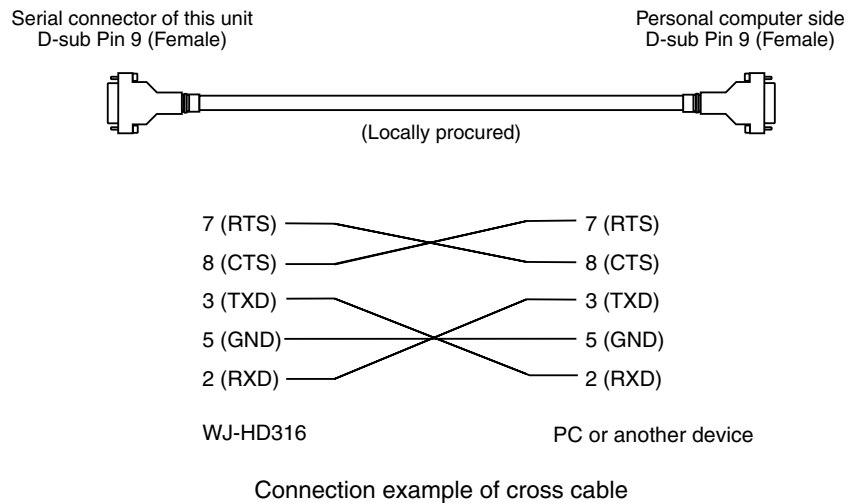 Serial connector of this unit
D-sub Pin 9 (Female)
Personal computer side
D-sub Pin 9 (Female)
(Locally procured)
7 (RTS) 7 (RTS)
8 (CTS) 8 (CTS)
3 (TXD) 3 (TXD)
5 (GND) 5 (GND)
2 (RXD) 2 (RXD)
WJ-HD316 PC or another device
Connection example of cross cable